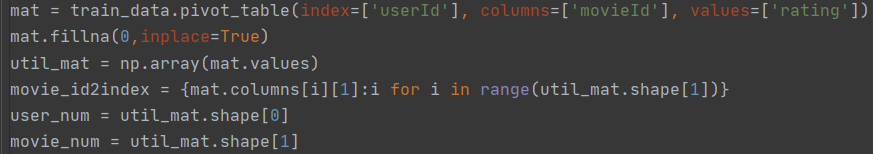 mat = train_data.pivot_table(index=['userId'], columns=['movieId'], values=['rating'])
mat.fillna(0,inplace=True)
util_mat = np.array(mat.values)
movie_id2index = {mat.columns[i][1]:i for i in range(util_mat.shape[1])}
user_num = util_mat.shape[0]
movie_num = util_mat.shape[1]